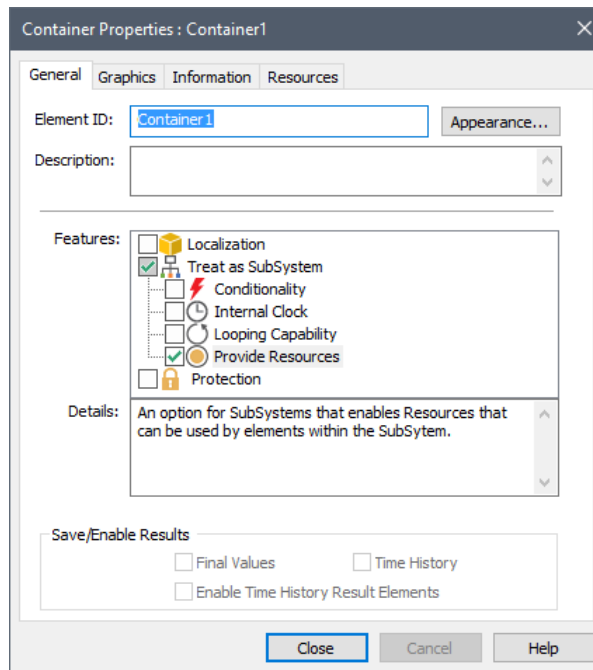 Container Properties : Container1
General Graphics Information Resources
Element ID: Container1 Appearance...
Description:
Features: Localization
Treat as SubSystem
Conditionality
Internal Clock
Looping Capability
Provide Resources
Protection
Details: An option for SubSystems that enables Resources that
can be used by elements within the SubSytem.
Save/Enable Results
Final Values Time History
Enable Time History Result Elements
Close Cancel Help